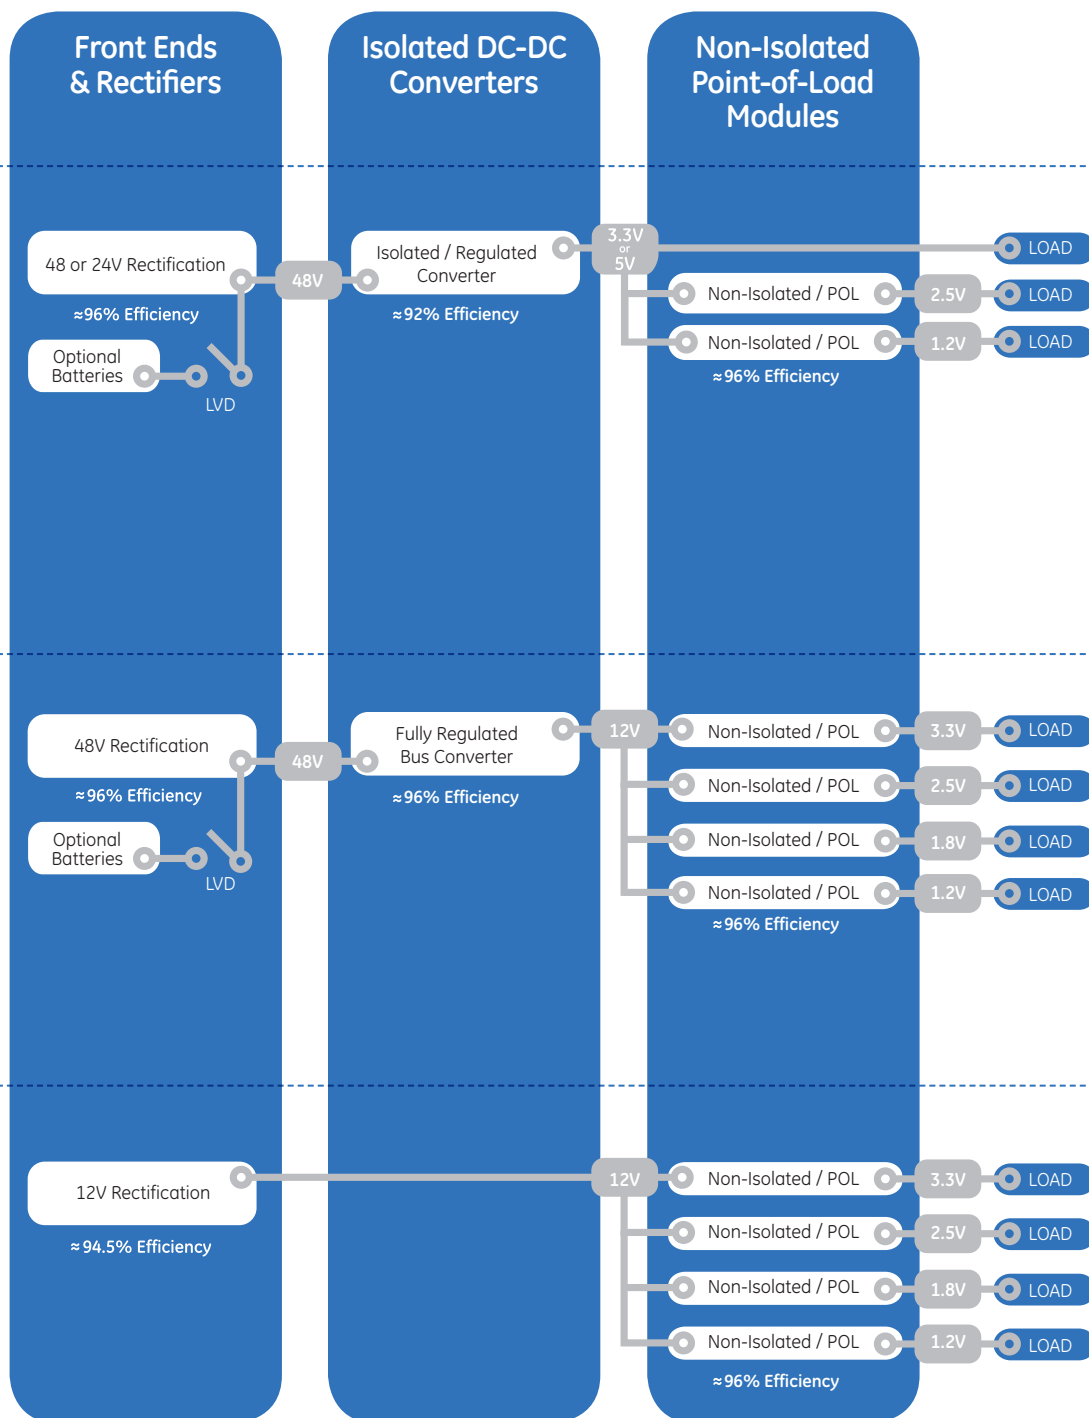 Front Ends
& Rectifiers
Isolated DC-DC
Converters
Non-Isolated
Point-of-Load
Modules
48 or 24V Rectification
≈96% Efficiency
Optional
Batteries
LVD
48V
Isolated / Regulated
Converter
≈92% Efficiency
3.3V
or
5V
LOAD
Non-Isolated / POL
2.5V
LOAD
Non-Isolated / POL
1.2V
LOAD
≈96% Efficiency
48V Rectification
≈96% Efficiency
Optional
Batteries
LVD
48V
Fully Regulated
Bus Converter
≈96% Efficiency
12V
Non-Isolated / POL
3.3V
LOAD
Non-Isolated / POL
2.5V
LOAD
Non-Isolated / POL
1.8V
LOAD
Non-Isolated / POL
1.2V
LOAD
≈96% Efficiency
12V Rectification
≈94.5% Efficiency
12V
Non-Isolated / POL
3.3V
LOAD
Non-Isolated / POL
2.5V
LOAD
Non-Isolated / POL
1.8V
LOAD
Non-Isolated / POL
1.2V
LOAD
≈96% Efficiency